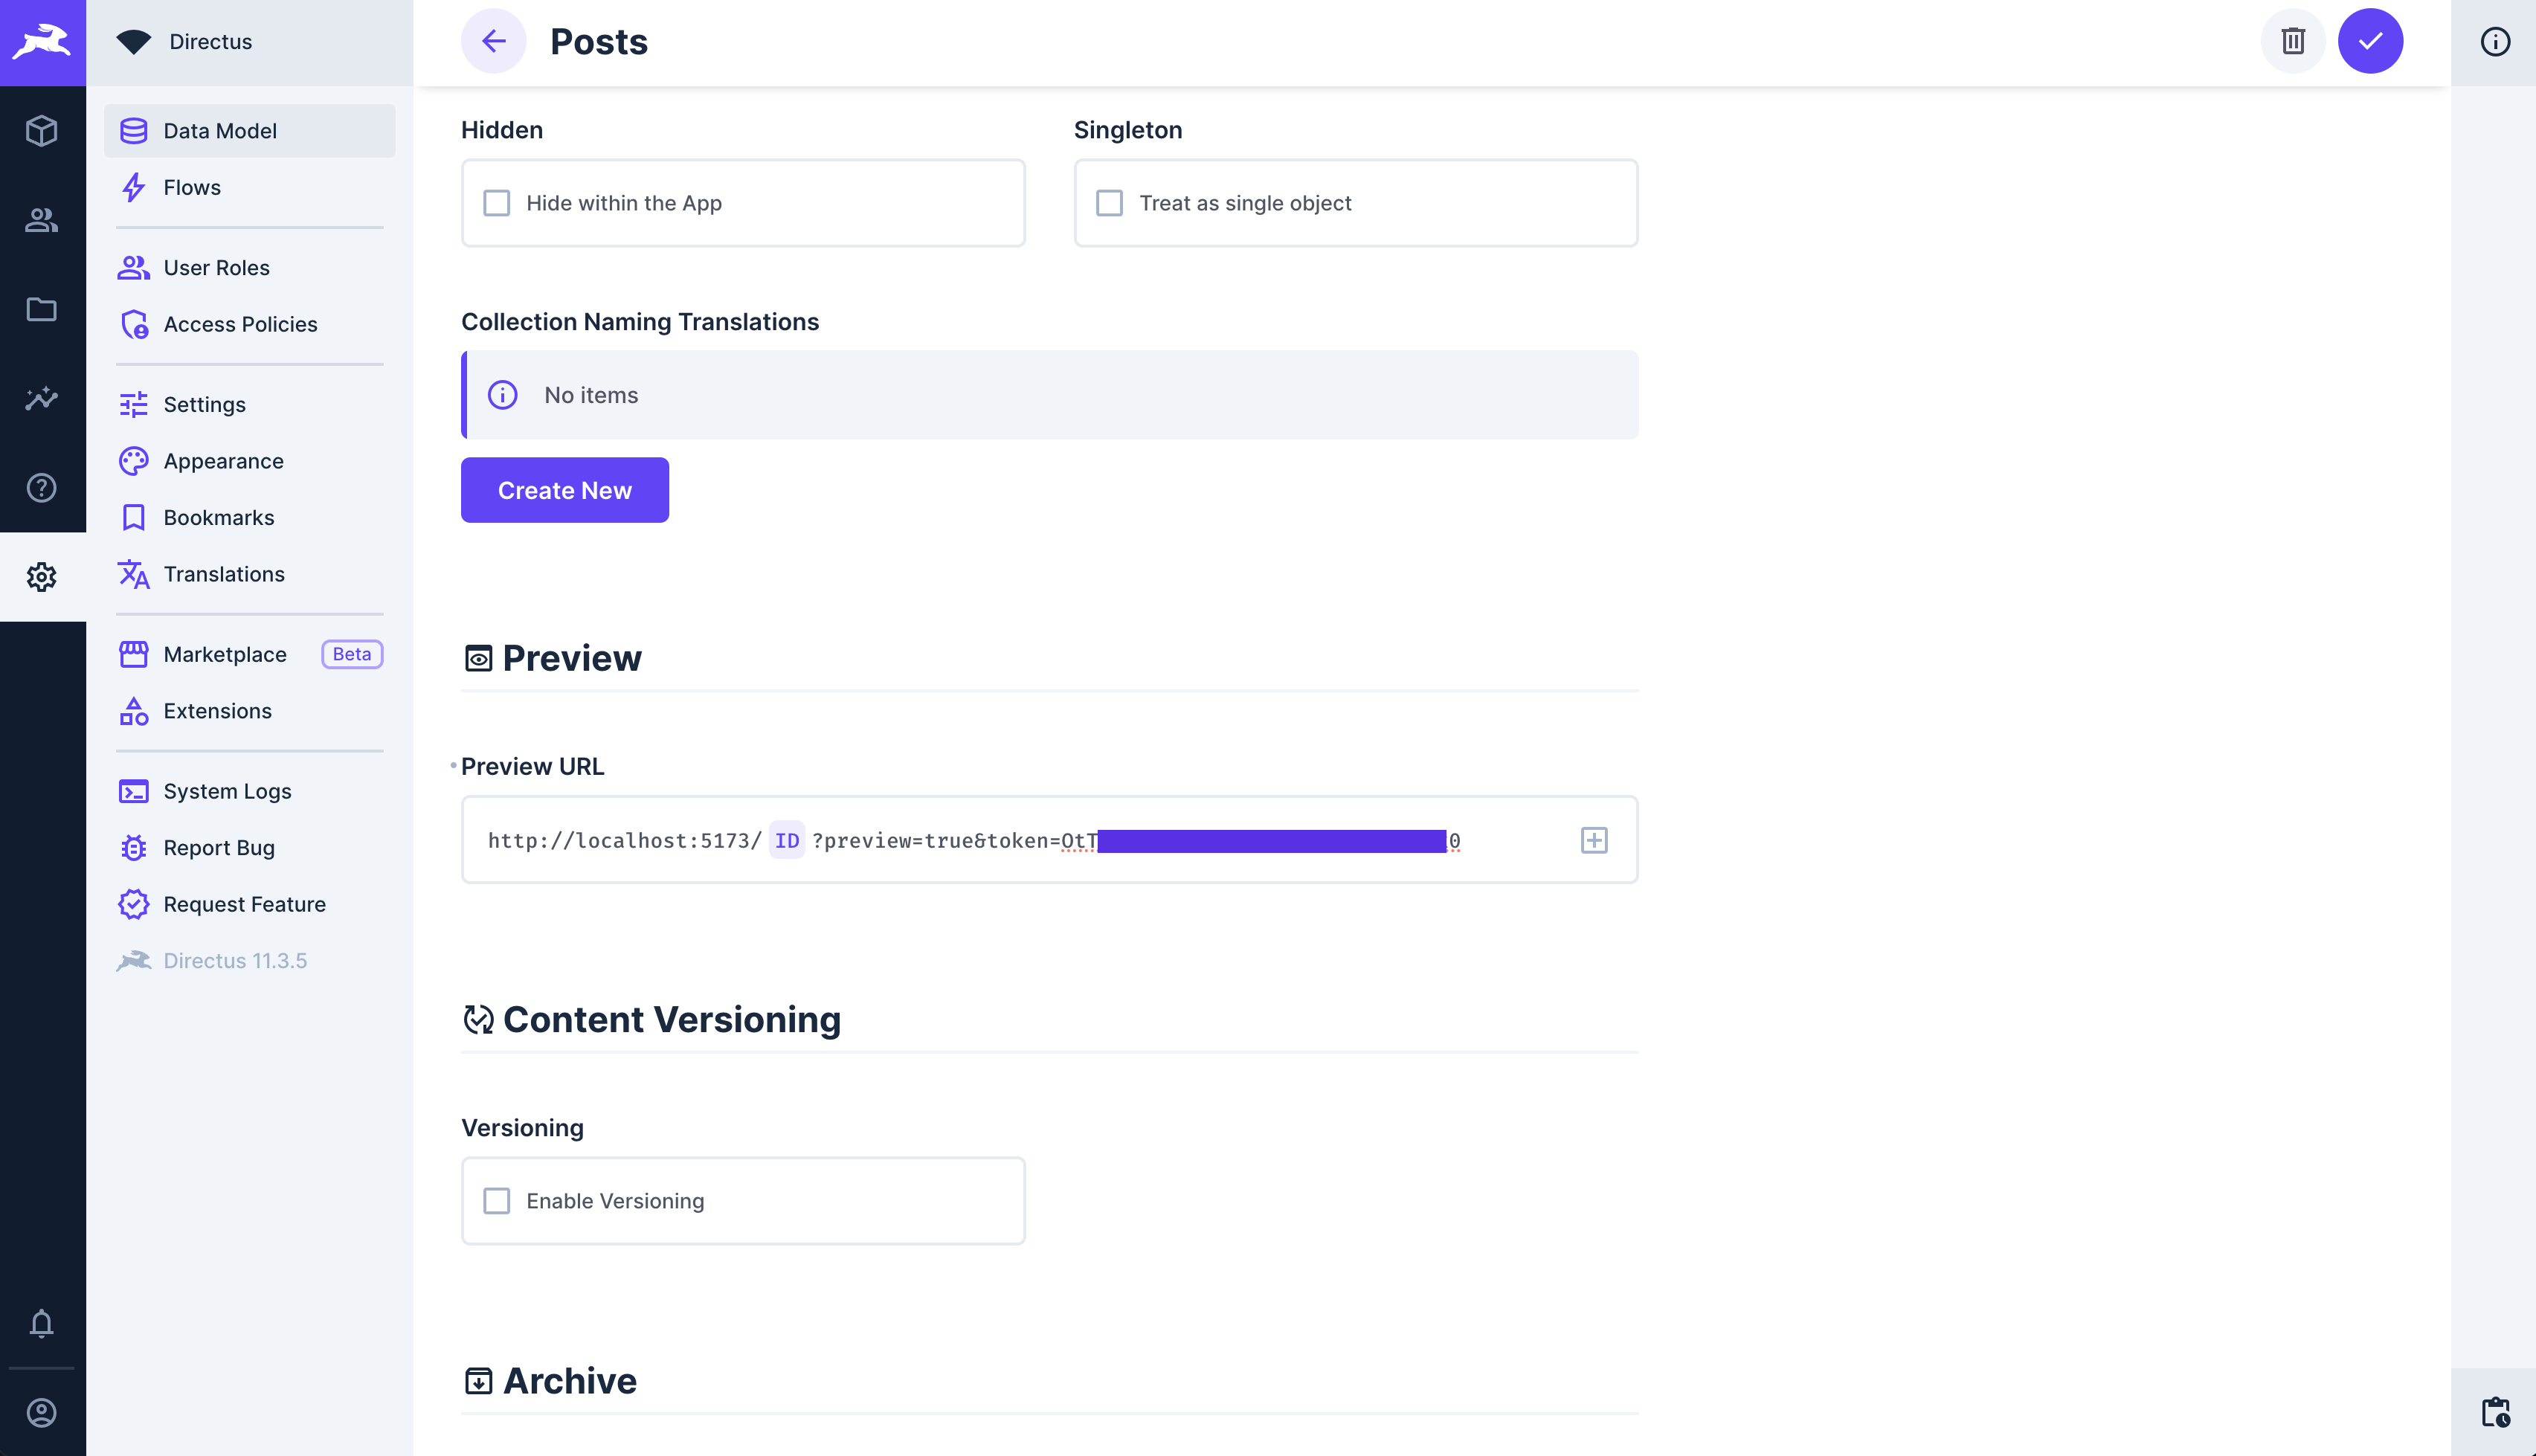 Directus
Posts
Data Model
Flows
User Roles
Access Policies
Settings
Appearance
Bookmarks
Translations
Marketplace Beta
Extensions
System Logs
Report Bug
Request Feature
Directus 11.3.5
Hidden
Hide within the App
Singleton
Treat as single object
Collection Naming Translations
No items
Create New
Preview
Preview URL
http://localhost:5173/ ID ?preview=true&token=OtT 0
Content Versioning
Versioning
Enable Versioning
Archive